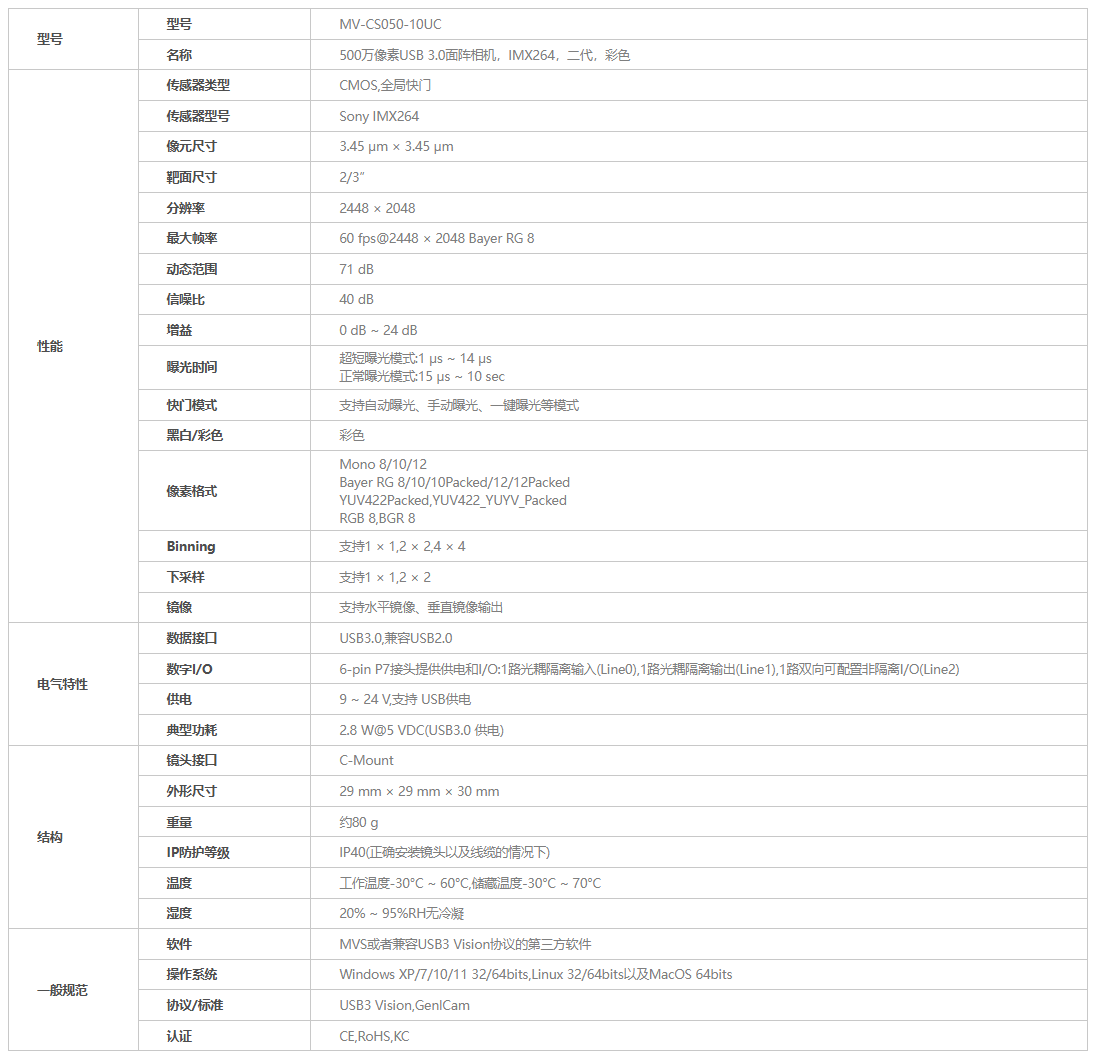 型号
型号
MV-CS050-10UC
名称
500万像素USB 3.0面阵相机，IMX264，二代，彩色
性能
传感器类型
CMOS,全局快门
传感器型号
Sony IMX264
像元尺寸
3.45 µm × 3.45 µm
靶面尺寸
2/3”
分辨率
2448 × 2048
最大帧率
60 fps@2448 × 2048 Bayer RG 8
动态范围
71 dB
信噪比
40 dB
增益
0 dB ~ 24 dB
曝光时间
超短曝光模式:1 µs ~ 14 µs
正常曝光模式:15 µs ~ 10 sec
快门模式
支持自动曝光、手动曝光、一键曝光等模式
黑白/彩色
彩色
像素格式
Mono 8/10/12
Bayer RG 8/10/10Packed/12/12Packed
YUV422Packed,YUV422_YUYV_Packed
RGB 8,BGR 8
Binning
支持1 × 1,2 × 2,4 × 4
下采样
支持1 × 1,2 × 2
镜像
支持水平镜像、垂直镜像输出
电气特性
数据接口
USB3.0,兼容USB2.0
数字I/O
6-pin P7接头提供供电和I/O:1路光耦隔离输入(Line0),1路光耦隔离输出(Line1),1路双向可配置非隔离I/O(Line2)
供电
9 ~ 24 V,支持 USB供电
典型功耗
2.8 W@5 VDC(USB3.0 供电)
结构
镜头接口
C-Mount
外形尺寸
29 mm × 29 mm × 30 mm
重量
约80 g
IP防护等级
IP40(正确安装镜头以及线缆的情况下)
温度
工作温度-30°C ~ 60°C,储藏温度-30°C ~ 70°C
湿度
20% ~ 95%RH无冷凝
一般规范
软件
MVS或者兼容USB3 Vision协议的第三方软件
操作系统
Windows XP/7/10/11 32/64bits,Linux 32/64bits以及MacOS 64bits
协议/标准
USB3 Vision,GenICam
认证
CE,RoHS,KC